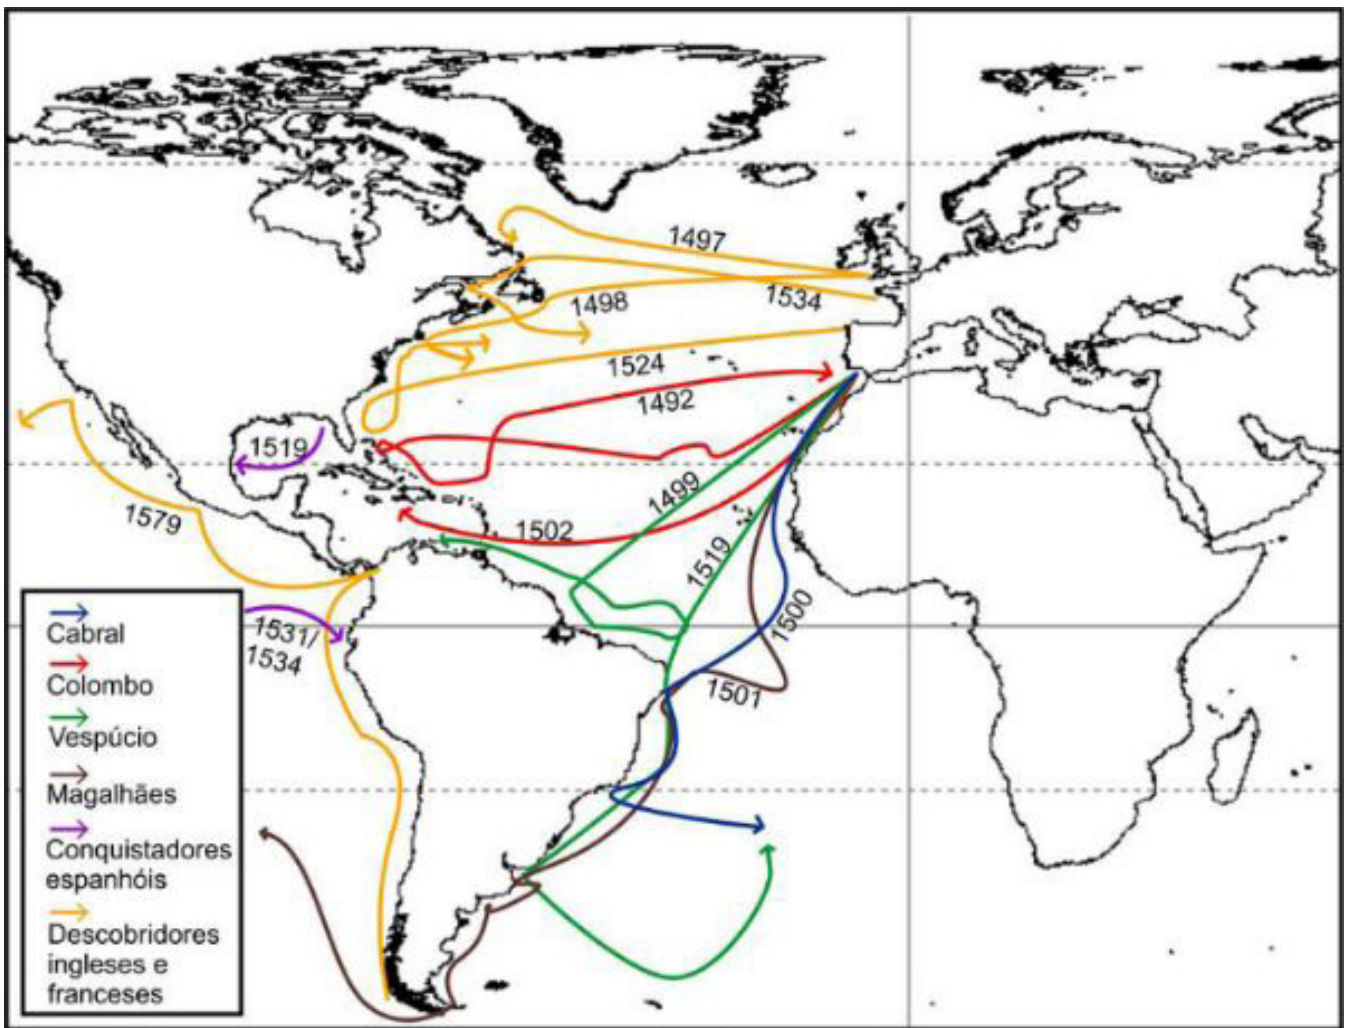 1497
1534
1498
1524
1492
1519
1499
1502
1579
1519
1500
1531/
1534
1501
Cabral
Colombo
Vespúcio
Magalhães
Conquistadores
espanhóis
Descobridores
ingleses e
franceses